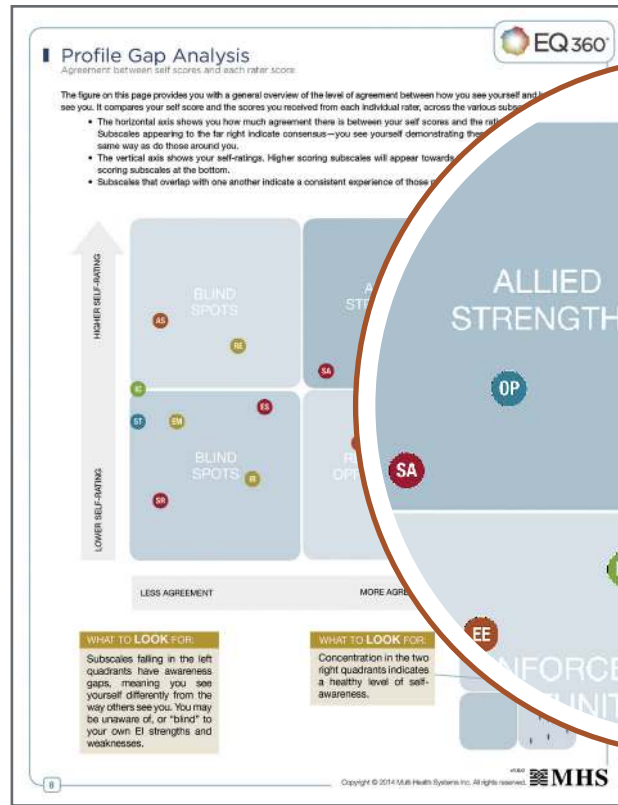 EQ360
Profile Gap Analysis
Agreement between self scores and each rater score
The figure on this page provides you with a general overview of the level of agreement between how you see yourself and
see you. It compares your self score and the scores you received from each individual rater, across the various
• The horizontal axis shows you how much agreement there is between your self scores and the
Subscales appearing to the far right indicate consensus—you see yourself demonstrating
same way as do those around you.
• The vertical axis shows your self-ratings. Higher scoring subscales will appear towards
scoring subscales at the bottom.
• Subscales that overlap with one another indicate a consistent experience of those
HIGHER SELF-RATING
LOWER SELF-RATING
BLIND
SPOTS
AS
RE
SA
ST
EM
ES
BLIND
SPOTS
IR
SR
ALLIED
STRENGTH
OP
SA
EE
NFORCE
UNIT
LESS AGREEMENT
MORE AGRE
WHAT TO LOOK FOR:
Subscales falling in the left
quadrants have awareness
gaps, meaning you see
yourself differently from the
way others see you. You may
be unaware of, or "blind" to
your own EI strengths and
weaknesses.
WHAT TO LOOK FOR:
Concentration in the two
right quadrants indicates
a healthy level of self-
awareness.
8
Copyright © 2014 Multi-Health Systems Inc. All rights reserved.
MHS